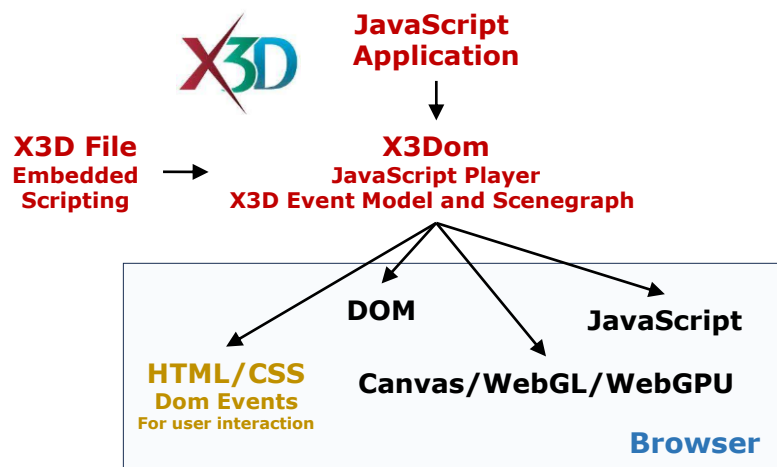 X3D
JavaScript
Application
X3D File
Embedded
Scripting
X3Dom
JavaScript Player
X3D Event Model and Scenegraph
DOM
JavaScript
HTML/CSS
Dom Events
For user interaction
Canvas/WebGL/WebGPU
Browser